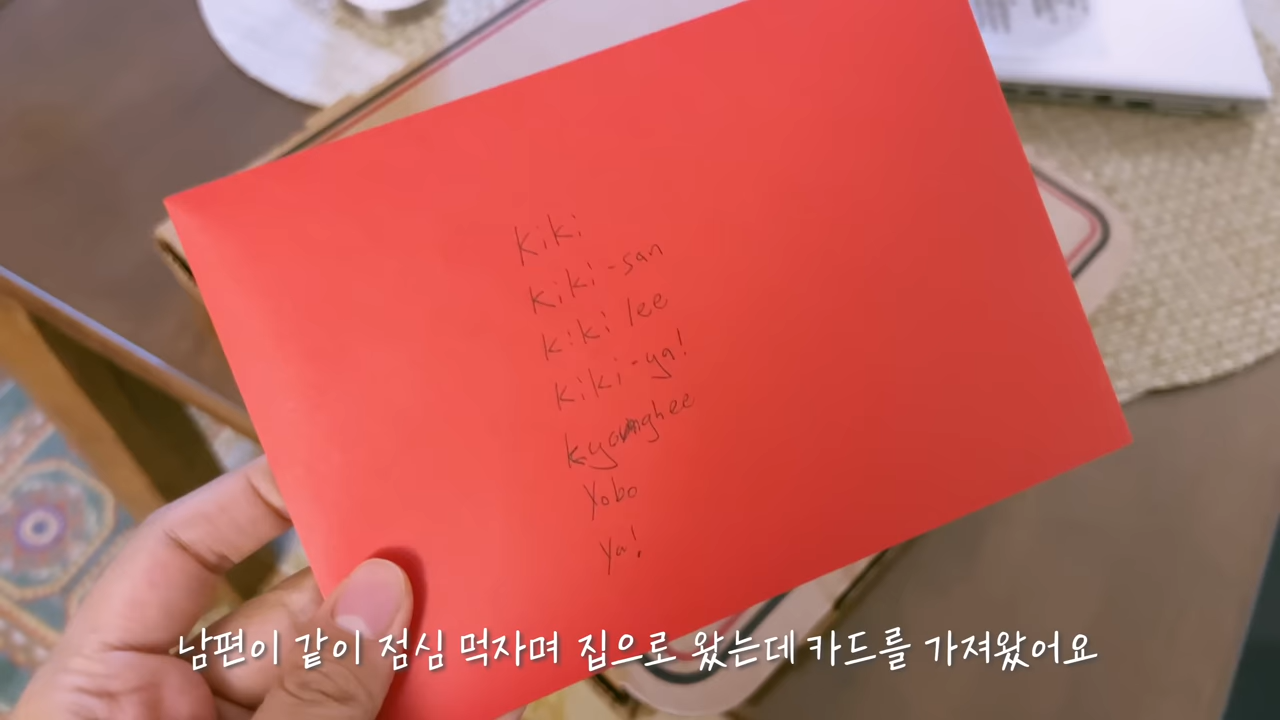 Kiki
Kiki-san
Kiki lee
Kiki-ya!
Kyounghee
Yobo
Ya!
남편이 같이 점심 먹자며 집으로 왔는데 카드를 가져왔어요